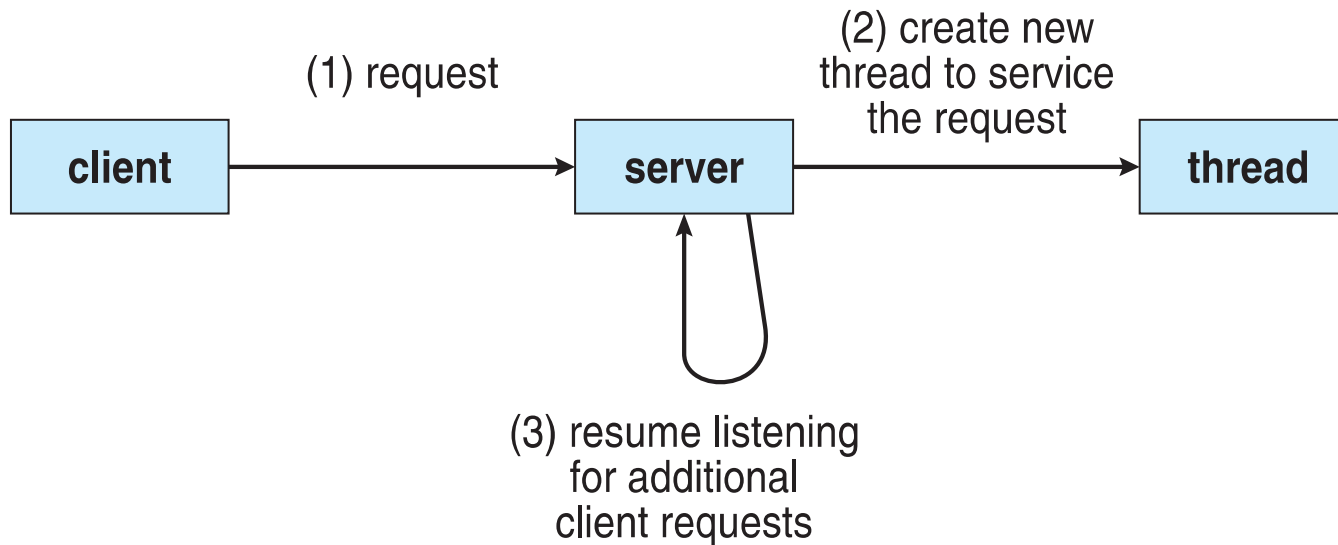 (1) request
(2) create new
thread to service
the request
client
server
thread
(3) resume listening
for additional
client requests